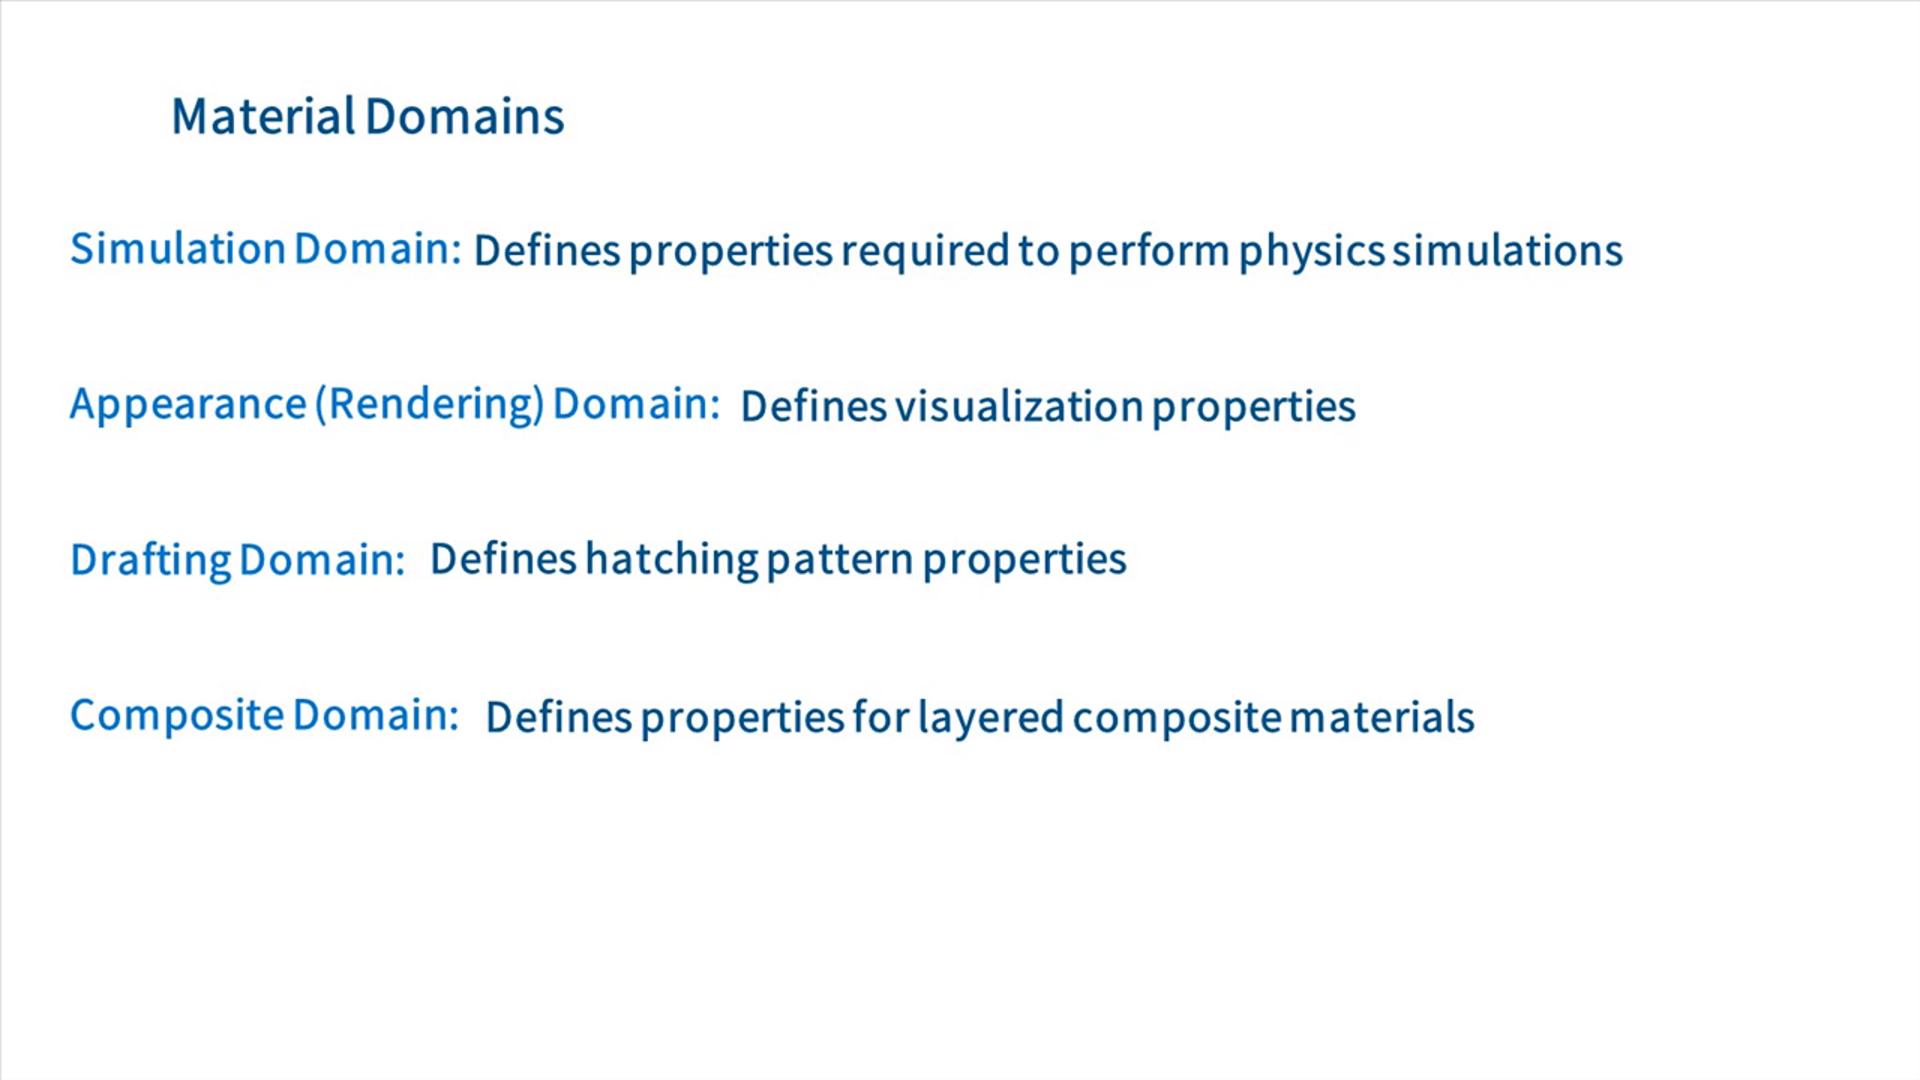 Material Domains
Simulation Domain: Defines properties required to perform physics simulations
Appearance (Rendering) Domain: Defines visualization properties
Drafting Domain: Defines hatching pattern properties
Composite Domain: Defines properties for layered composite materials